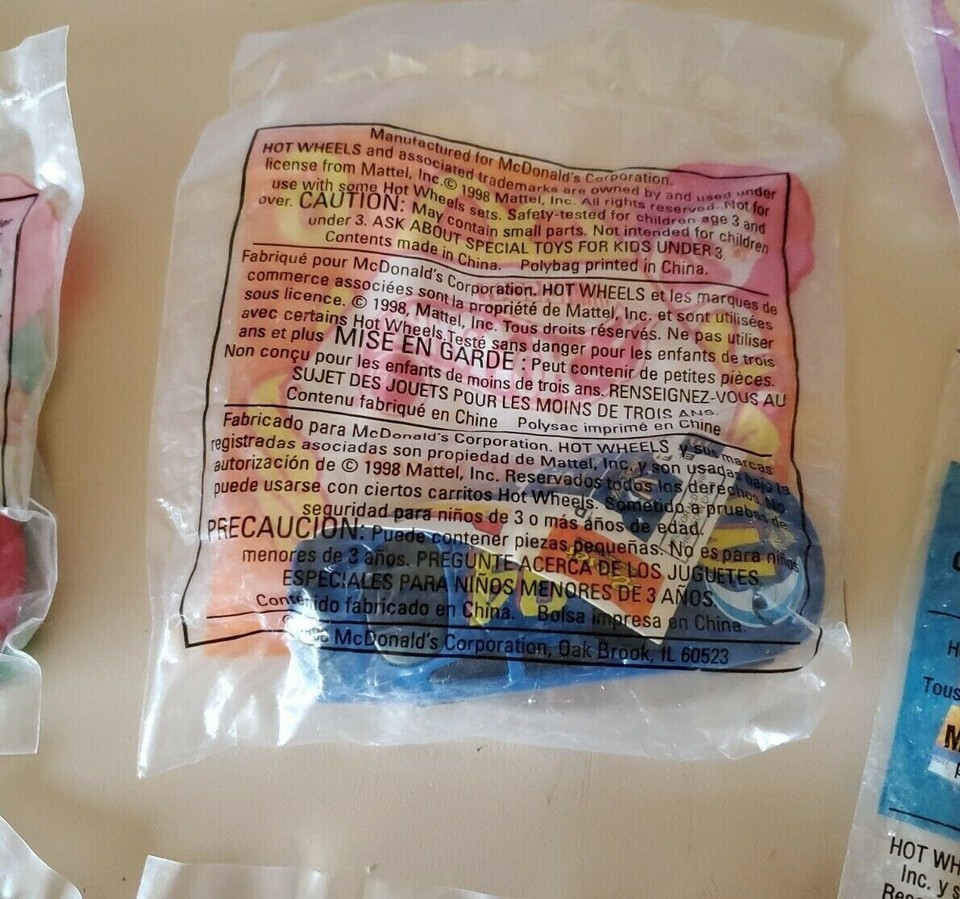 Manufactured for McDonald's Corporation.
HOT WHEELS and associated trademarks are owned by and used under
license from Mattel, Inc.© 1998 Mattel, Inc. All rights reserved. Not for
use with some Hot Wheels sets. Safety-tested for children age 3 and
over. CAUTION: May contain small parts. Not intended for children
under 3. ASK ABOUT SPECIAL TOYS FOR KIDS UNDER 3.
Contents made in China. Polybag printed in China.
Fabriqué pour McDonald's Corporation. HOT WHEELS et les marques de
commerce associées sont la propriété de Mattel, Inc. et sont utilisées
sous licence. © 1998, Mattel, Inc. Tous droits réservés. Ne pas utiliser
avec certains Hot Wheels.Testé sans danger pour les enfants de trois
ans et plus MISE EN GARDE : Peut contenir de petites pièces.
Non conçu pour les enfants de moins de trois ans. RENSEIGNEZ-VOUS AU
SUJET DES JOUETS POUR LES MOINS DE TROIS ANS.
Contenu fabriqué en Chine Polysac imprimé en Chine
Fabricado para McDonald's Corporation. HOT WHEELS y sus marcas
registradas asociadas son propiedad de Mattel, Inc. y son usadas bajo la
autorización de © 1998 Mattel, Inc. Reservados todos los derechos. No
puede usarse con ciertos carritos Hot Wheels. Sometido a pruebas de
seguridad para niños de 3 o más años de edad.
PRECAUCIÓN: Puede contener piezas pequeñas. No es para niños
menores de 3 años. PREGUNTE ACERCA DE LOS JUGUETES
ESPECIALES PARA NIÑOS MENORES DE 3 AÑOS.
Contenido fabricado en China. Bolsa impresa en China.
McDonald's Corporation, Oak Brook, IL 60523
Tous
HOT WH
Inc. y s